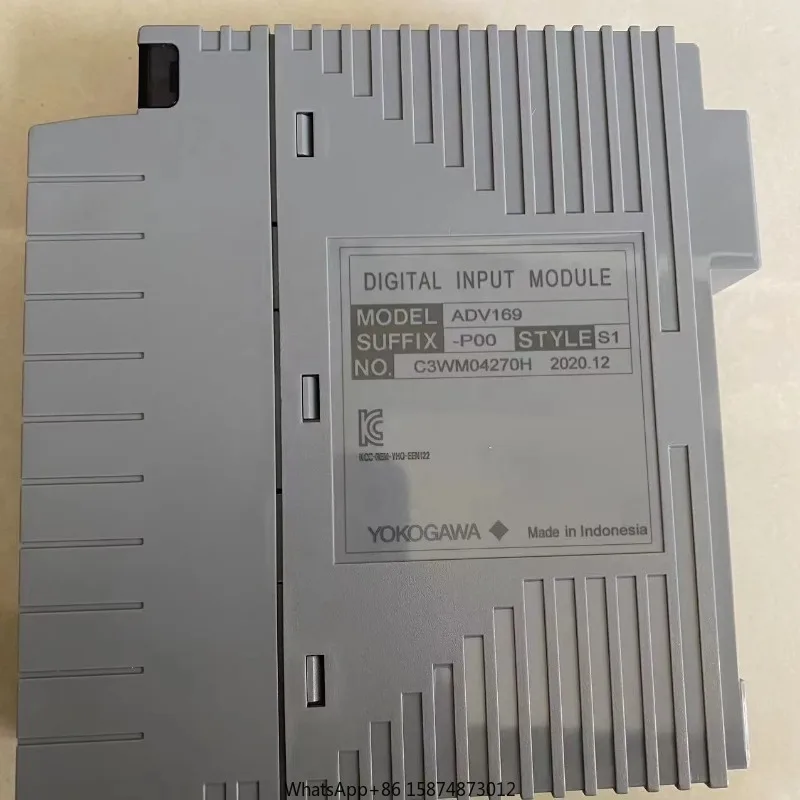 DIGITAL INPUT MODULE
MODEL ADV169
SUFFIX -P00 STYLE S1
NO. C3WM04270H 2020.12
YOKOGAWA Made in Indonesia
WhatsApp+86 15874873012